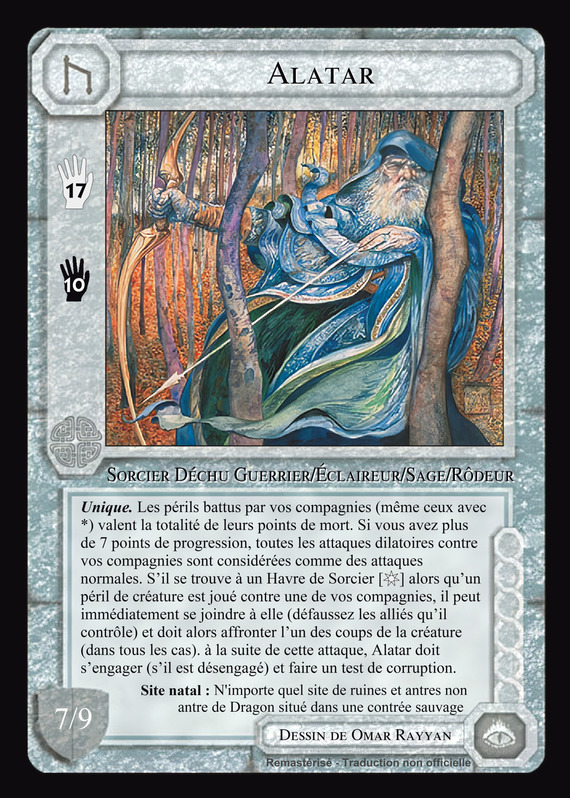 ALATAR
17
10
SORCIER DÉCHU GUERRIER/ÉCLAIREUR/SAGE/RÔDEUR
Unique. Les périls battus par vos compagnies (même ceux avec
*) valent la totalité de leurs points de mort. Si vous avez plus
de 7 points de progression, toutes les attaques dilatoires contre
vos compagnies sont considérées comme des attaques
normales. S’il se trouve à un Havre de Sorcier [ ] alors qu’un
péril de créature est joué contre une de vos compagnies, il peut
immédiatement se joindre à elle (défaussez les alliés qu’il
contrôle) et doit alors affronter l’un des coups de la créature
(dans tous les cas). à la suite de cette attaque, Alatar doit
s’engager (s’il est désengagé) et faire un test de corruption.
Site natal : N'importe quel site de ruines et antres non
antre de Dragon situé dans une contrée sauvage
7/9
DESSIN DE OMAR RAYYAN
Remastérisé - Traduction non officielle